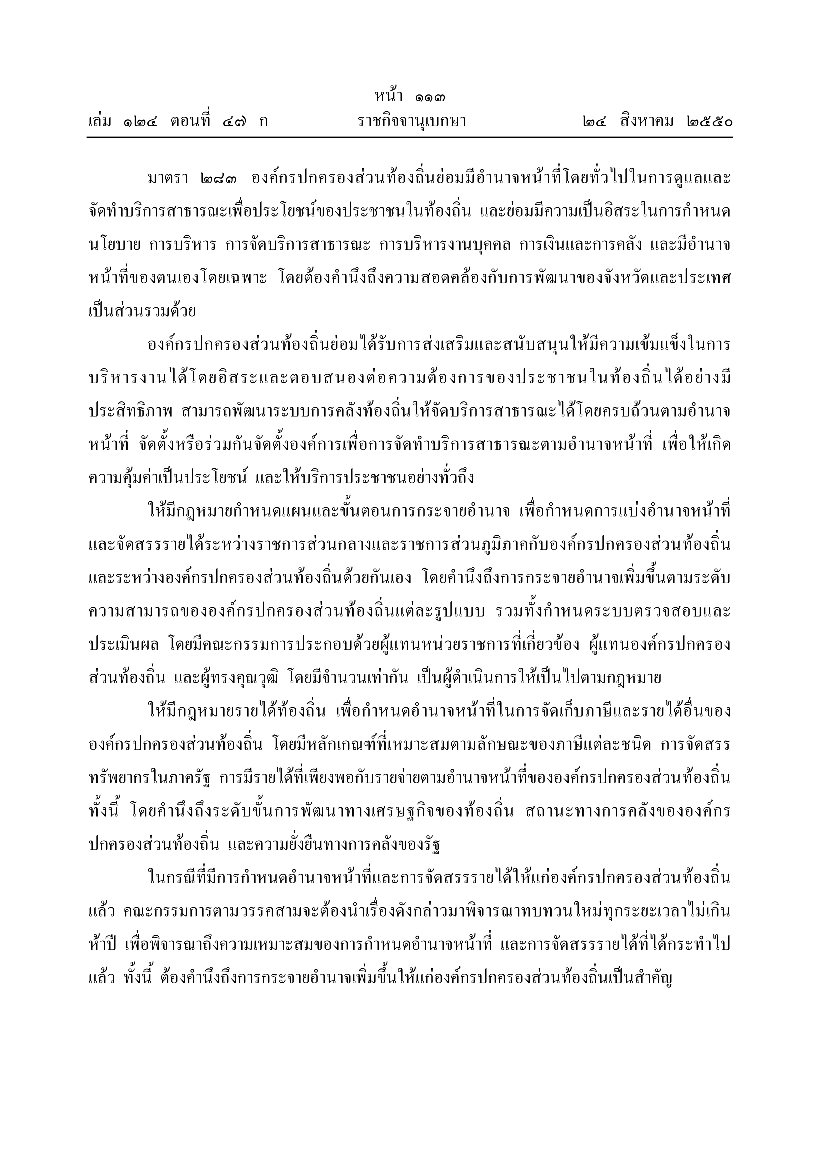 หน้า ๑๑๓
เล่ม ๑๒๔ ตอนที่ ๔๗ ก ราชกิจจานุเบกษา ๒๔ สิงหาคม ๒๕๕๐
มาตรา ๒๘๓ องค์กรปกครองส่วนท้องถิ่นย่อมมีอำนาจหน้าที่โดยทั่วไปในการดูแลและ
จัดทำบริการสาธารณะเพื่อประโยชน์ของประชาชนในท้องถิ่น และย่อมมีความเป็นอิสระในการกำหนด
นโยบาย การบริหาร การจัดบริการสาธารณะ การบริหารงานบุคคล การเงินและการคลัง และมีอำนาจ
หน้าที่ของตนเองโดยเฉพาะ โดยต้องคำนึงถึงความสอดคล้องกับการพัฒนาของจังหวัดและประเทศ
เป็นส่วนรวมด้วย
องค์กรปกครองส่วนท้องถิ่นย่อมได้รับการส่งเสริมและสนับสนุนให้มีความเข้มแข็งในการ
บริหารงานได้โดยอิสระและตอบสนองต่อความต้องการของประชาชนในท้องถิ่นได้อย่างมี
ประสิทธิภาพ สามารถพัฒนาระบบการคลังท้องถิ่นให้จัดบริการสาธารณะได้โดยครบถ้วนตามอำนาจ
หน้าที่ จัดตั้งหรือร่วมกันจัดตั้งองค์การเพื่อการจัดทำบริการสาธารณะตามอำนาจหน้าที่ เพื่อให้เกิด
ความคุ้มค่าเป็นประโยชน์ และให้บริการประชาชนอย่างทั่วถึง
ให้มีกฎหมายกำหนดแผนและขั้นตอนการกระจายอำนาจ เพื่อกำหนดการแบ่งอำนาจหน้าที่
และจัดสรรรายได้ระหว่างราชการส่วนกลางและราชการส่วนภูมิภาคกับองค์กรปกครองส่วนท้องถิ่น
และระหว่างองค์กรปกครองส่วนท้องถิ่นด้วยกันเอง โดยคำนึงถึงการกระจายอำนาจเพิ่มขึ้นตามระดับ
ความสามารถขององค์กรปกครองส่วนท้องถิ่นแต่ละรูปแบบ รวมทั้งกำหนดระบบตรวจสอบและ
ประเมินผล โดยมีคณะกรรมการประกอบด้วยผู้แทนหน่วยราชการที่เกี่ยวข้อง ผู้แทนองค์กรปกครอง
ส่วนท้องถิ่น และผู้ทรงคุณวุฒิ โดยมีจำนวนเท่ากัน เป็นผู้ดำเนินการให้เป็นไปตามกฎหมาย
ให้มีกฎหมายรายได้ท้องถิ่น เพื่อกำหนดอำนาจหน้าที่ในการจัดเก็บภาษีและรายได้อื่นของ
องค์กรปกครองส่วนท้องถิ่น โดยมีหลักเกณฑ์ที่เหมาะสมตามลักษณะของภาษีแต่ละชนิด การจัดสรร
ทรัพยากรในภาครัฐ การมีรายได้ที่เพียงพอกับรายจ่ายตามอำนาจหน้าที่ขององค์กรปกครองส่วนท้องถิ่น
ทั้งนี้ โดยคำนึงถึงระดับขั้นการพัฒนาทางเศรษฐกิจของท้องถิ่น สถานะทางการคลังขององค์กร
ปกครองส่วนท้องถิ่น และความยั่งยืนทางการคลังของรัฐ
ในกรณีที่มีการกำหนดอำนาจหน้าที่และการจัดสรรรายได้ให้แก่องค์กรปกครองส่วนท้องถิ่น
แล้ว คณะกรรมการตามวรรคสามจะต้องนำเรื่องดังกล่าวมาพิจารณาทบทวนใหม่ทุกระยะเวลาไม่เกิน
ห้าปี เพื่อพิจารณาถึงความเหมาะสมของการกำหนดอำนาจหน้าที่ และการจัดสรรรายได้ที่ได้กระทำไป
แล้ว ทั้งนี้ ต้องคำนึงถึงการกระจายอำนาจเพิ่มขึ้นให้แก่องค์กรปกครองส่วนท้องถิ่นเป็นสำคัญ